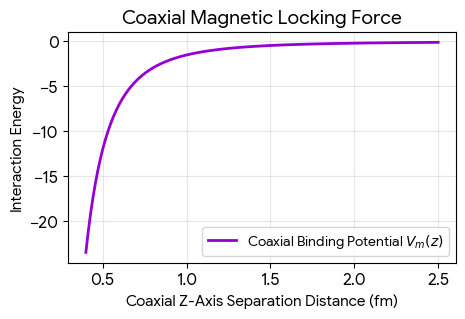 Coaxial Magnetic Locking Force
Interaction Energy
0
−5
−10
−15
−20
Coaxial Binding Potential Vₘ(z)
0.5 1.0 1.5 2.0 2.5
Coaxial Z-Axis Separation Distance (fm)